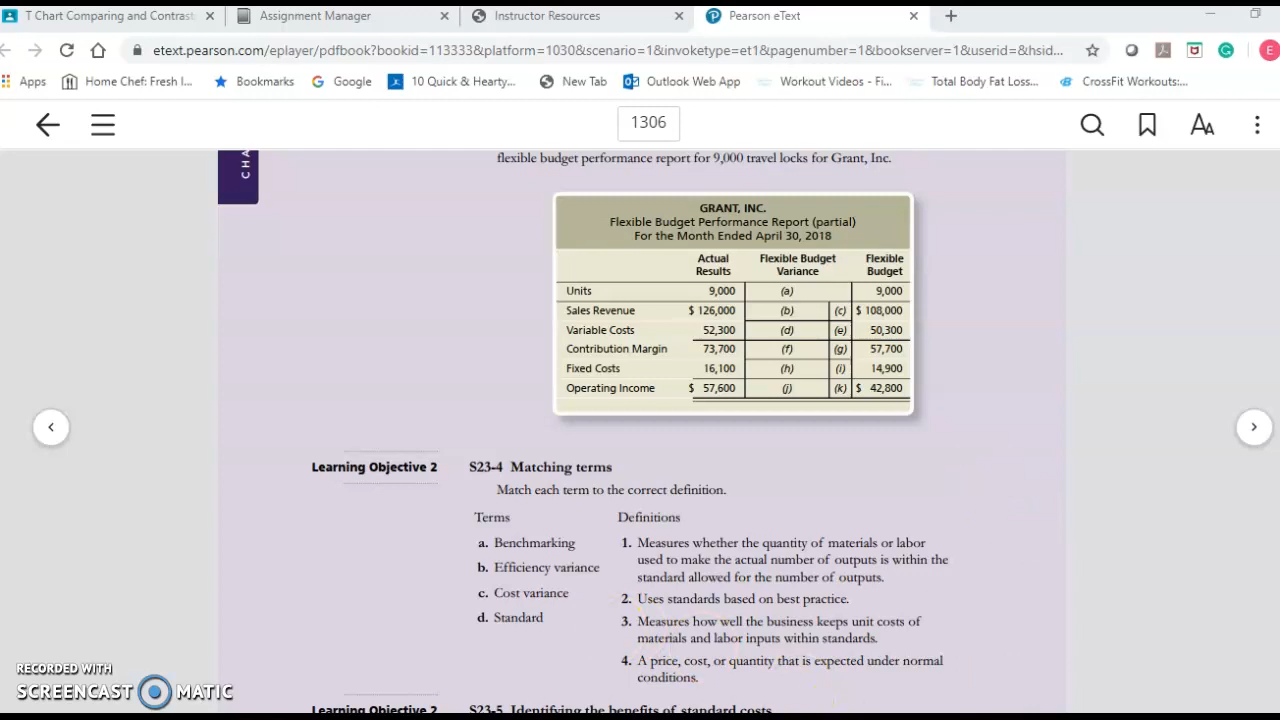 T Chart Comparing and Contrast
Assignment Manager
Instructor Resources
Pearson eText
etext.pearson.com/eplayer/pdfbook?bookid=113333&platform=1030&scenario=1&invoketype=et1&pagenumber=1&bookserver=1&userid=&hsid...
E
Apps
Home Chef: Fresh I...
Bookmarks
Google
10 Quick & Hearty...
New Tab
Outlook Web App
Workout Videos - Fi...
Total Body Fat Loss...
CrossFit Workouts:...
1306
CHA
flexible budget performance report for 9,000 travel locks for Grant, Inc.
GRANT, INC.
Flexible Budget Performance Report (partial)
For the Month Ended April 30, 2018
Actual Results Flexible Budget Variance Flexible Budget
Units 9,000 (a) 9,000
Sales Revenue $ 126,000 (b) (c) $ 108,000
Variable Costs 52,300 (d) (e) 50,300
Contribution Margin 73,700 (f) (g) 57,700
Fixed Costs 16,100 (h) (i) 14,900
Operating Income $ 57,600 (j) (k) $ 42,800
Learning Objective 2
S23-4 Matching terms
Match each term to the correct definition.
Terms
a. Benchmarking
b. Efficiency variance
c. Cost variance
d. Standard
Definitions
1. Measures whether the quantity of materials or labor
used to make the actual number of outputs is within the
standard allowed for the number of outputs.
2. Uses standards based on best practice.
3. Measures how well the business keeps unit costs of
materials and labor inputs within standards.
4. A price, cost, or quantity that is expected under normal
conditions.
Learning Objective 2
S23-5 Identifying the benefits of standard costs
RECORDED WITH
SCREENCAST MATIC